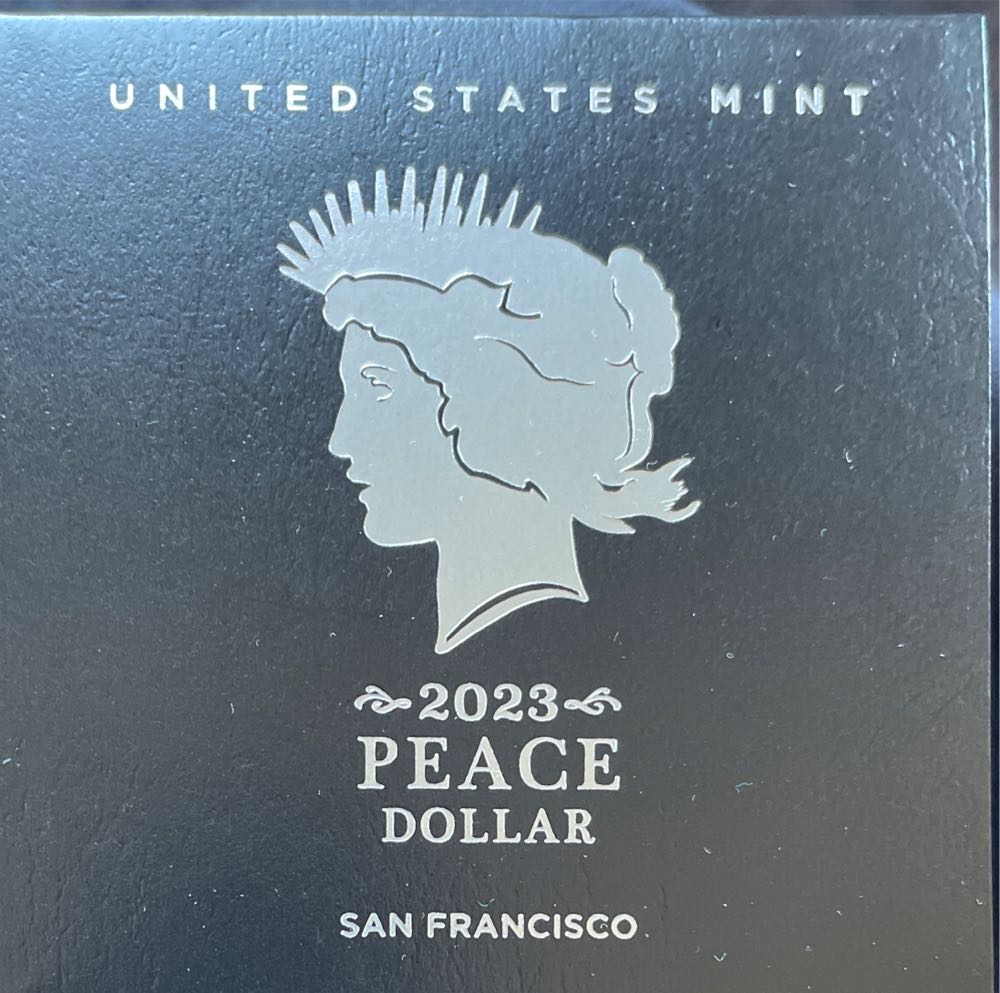 UNITED STATES MINT
2023
PEACE
DOLLAR
SAN FRANCISCO